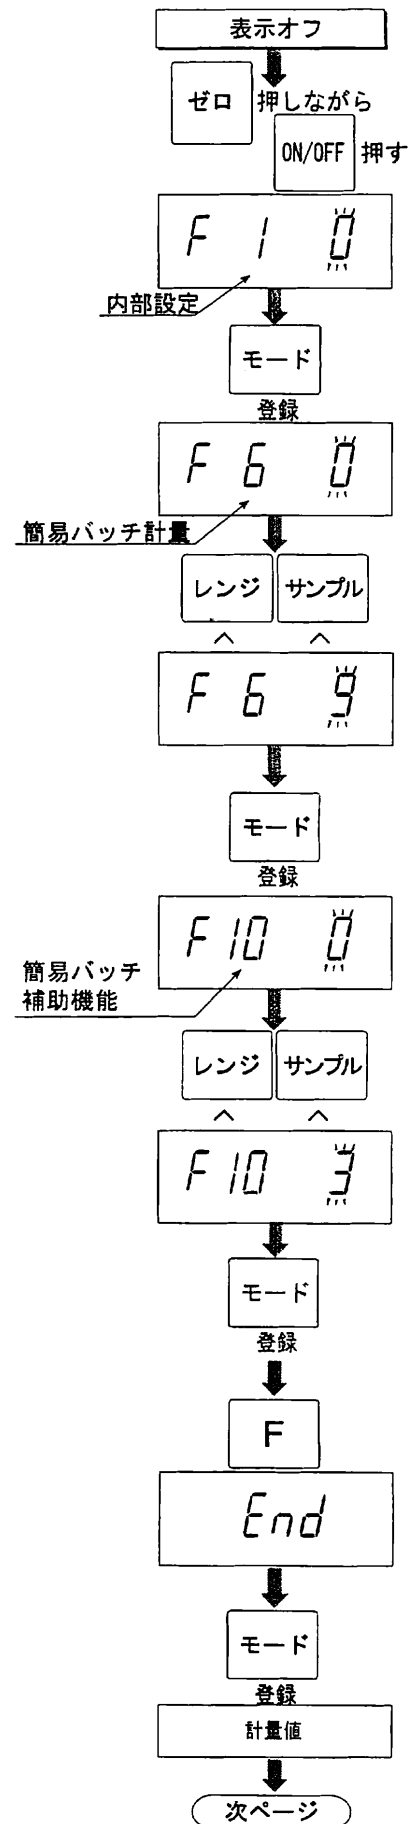 表示オフ
ゼロ 押しながら
ON/OFF 押す
F 1 0
内部設定
モード
登録
F 6 0
簡易バッチ計量
レンジ サンプル
^ ^
F 6 9
モード
登録
F10 0
簡易バッチ
補助機能
レンジ サンプル
^ ^
F10 3
モード
登録
F
End
モード
登録
計量値
次ページ